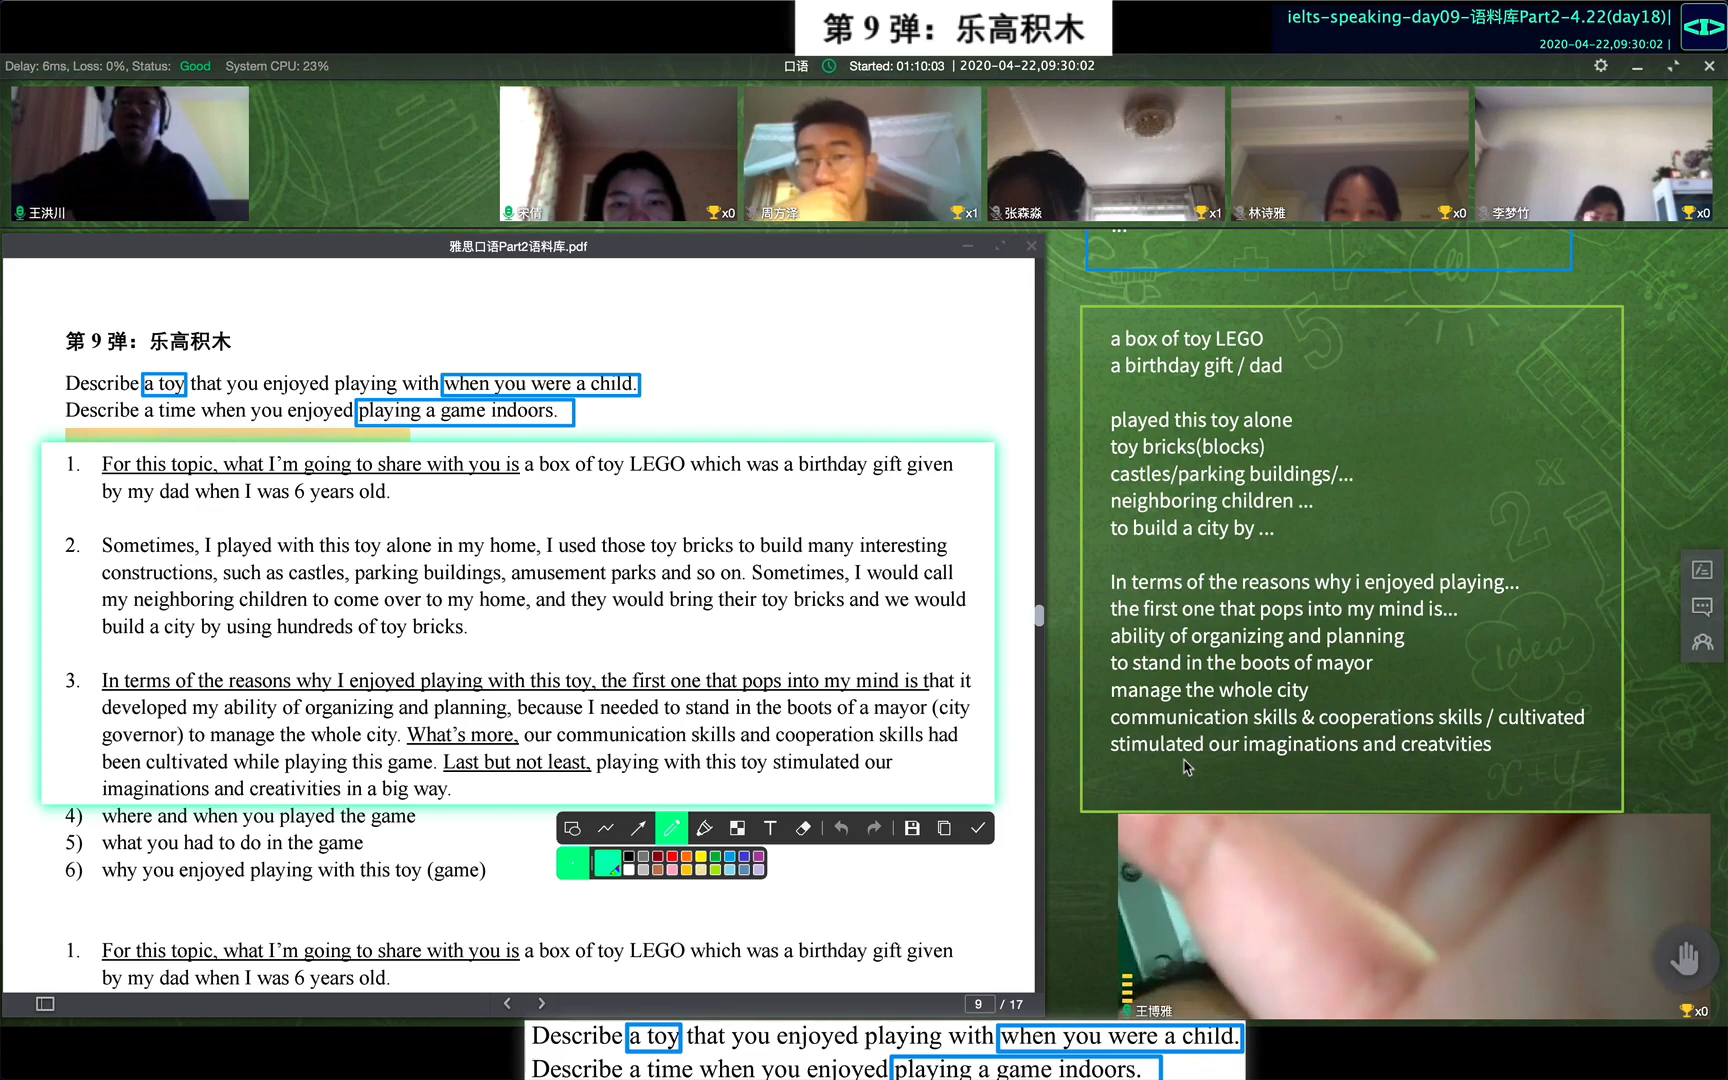 第 9 弹：乐高积木
ielts-speaking-day09-语料库Part2-4.22(day18)|
2020-04-22,09:30:02 |
Delay: 6ms, Loss: 0%, Status: Good System CPU: 23%
口语 Started: 01:10:03 | 2020-04-22,09:30:02
王洪川
宋倩 x0
周方泽 x1
张森淼 x1
林诗雅 x0
李梦竹 x0
雅思口语Part2语料库.pdf
第 9 弹：乐高积木
Describe a toy that you enjoyed playing with when you were a child.
Describe a time when you enjoyed playing a game indoors.
1. For this topic, what I'm going to share with you is a box of toy LEGO which was a birthday gift given
by my dad when I was 6 years old.
2. Sometimes, I played with this toy alone in my home, I used those toy bricks to build many interesting
constructions, such as castles, parking buildings, amusement parks and so on. Sometimes, I would call
my neighboring children to come over to my home, and they would bring their toy bricks and we would
build a city by using hundreds of toy bricks.
3. In terms of the reasons why I enjoyed playing with this toy, the first one that pops into my mind is that it
developed my ability of organizing and planning, because I needed to stand in the boots of a mayor (city
governor) to manage the whole city. What's more, our communication skills and cooperation skills had
been cultivated while playing this game. Last but not least, playing with this toy stimulated our
imaginations and creativities in a big way.
4) where and when you played the game
5) what you had to do in the game
6) why you enjoyed playing with this toy (game)
1. For this topic, what I'm going to share with you is a box of toy LEGO which was a birthday gift given
by my dad when I was 6 years old.
9 / 17
...
a box of toy LEGO
a birthday gift / dad
played this toy alone
toy bricks(blocks)
castles/parking buildings/...
neighboring children ...
to build a city by ...
In terms of the reasons why i enjoyed playing...
the first one that pops into my mind is...
ability of organizing and planning
to stand in the boots of mayor
manage the whole city
communication skills & cooperations skills / cultivated
stimulated our imaginations and creatvities
Idea
王博雅 x0
Describe a toy that you enjoyed playing with when you were a child.
Describe a time when you enjoyed playing a game indoors.